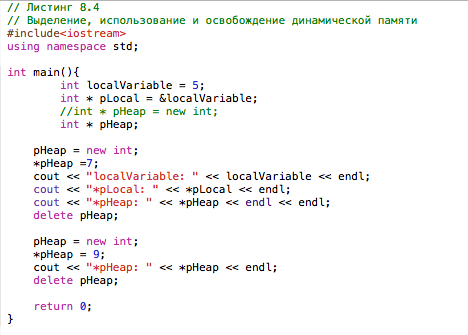 // Листинг 8.4
// Выделение, использование и освобождение динамической памяти
#include<iostream>
using namespace std;
int main(){
int localVariable = 5;
int * pLocal = &localVariable;
//int * pHeap = new int;
int * pHeap;
pHeap = new int;
*pHeap =7;
cout << "localVariable: " << localVariable << endl;
cout << "*pLocal: " << *pLocal << endl;
cout << "*pHeap: " << *pHeap << endl << endl;
delete pHeap;
pHeap = new int;
*pHeap = 9;
cout << "*pHeap: " << *pHeap << endl;
delete pHeap;
return 0;
}